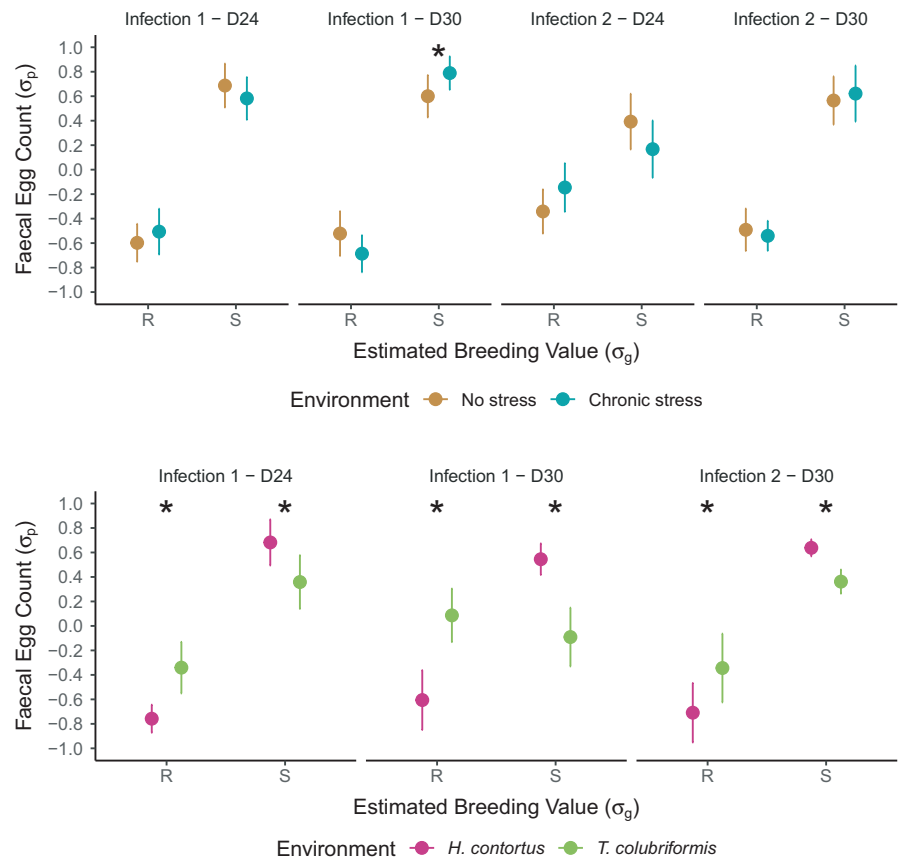 Infection 1 − D24 Infection 1 − D30 Infection 2 − D24 Infection 2 − D30
* 
1.0
0.8
0.6
0.4
0.2
0.0
−0.2
−0.4
−0.6
−0.8
−1.0
Faecal Egg Count (σp)
R S R S R S R S
Estimated Breeding Value (σg)
Environment No stress Chronic stress
Infection 1 − D24 Infection 1 − D30 Infection 2 − D30
* * * * * *
1.0
0.8
0.6
0.4
0.2
0.0
−0.2
−0.4
−0.6
−0.8
−1.0
Faecal Egg Count (σp)
R S R S R S
Estimated Breeding Value (σg)
Environment H. contortus T. colubriformis